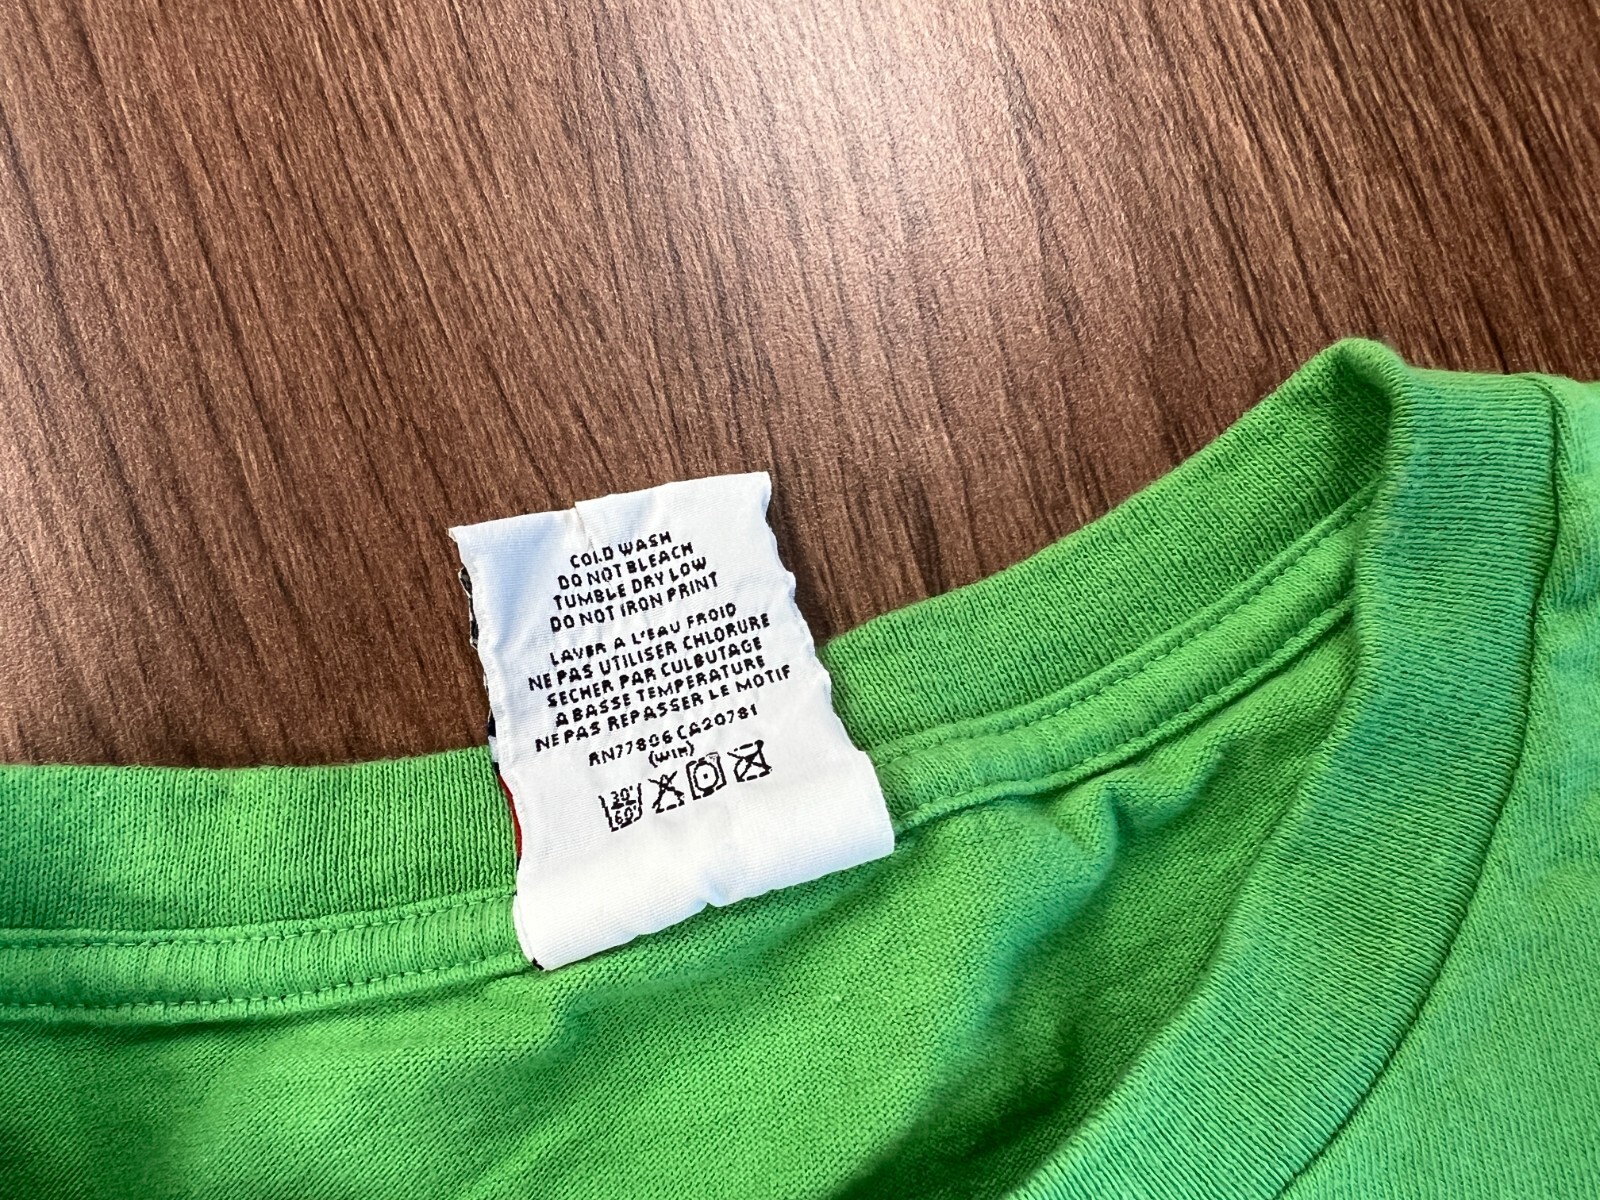 COLD WASH
DO NOT BLEACH
TUMBLE DRY LOW
DO NOT IRON PRINT
LAVER A L'EAU FROID
NE PAS UTILISER CHLORURE
SECHER PAR CULBUTAGE
A BASSE TEMPERATURE
NE PAS REPASSER LE MOTIF
RN77806 CA20781
(WIM)
30°
60°